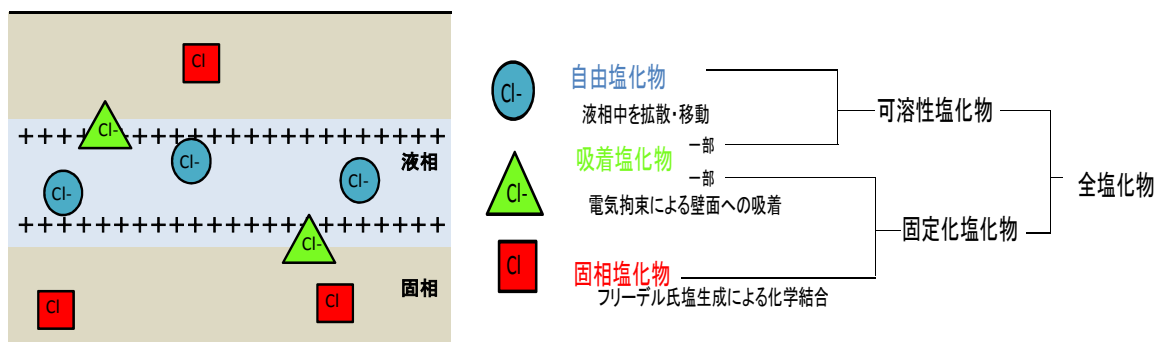 Cl
Cl-
++++++++++++++++++++++
液相
Cl-
Cl-
Cl-
++++++++++++++++++++++
Cl-
固相
Cl
Cl
Cl-
自由塩化物
液相中を拡散・移動
一部
可溶性塩化物
Cl-
吸着塩化物
一部
電気拘束による壁面への吸着
全塩化物
固定化塩化物
Cl
固相塩化物
フリーデル氏塩生成による化学結合